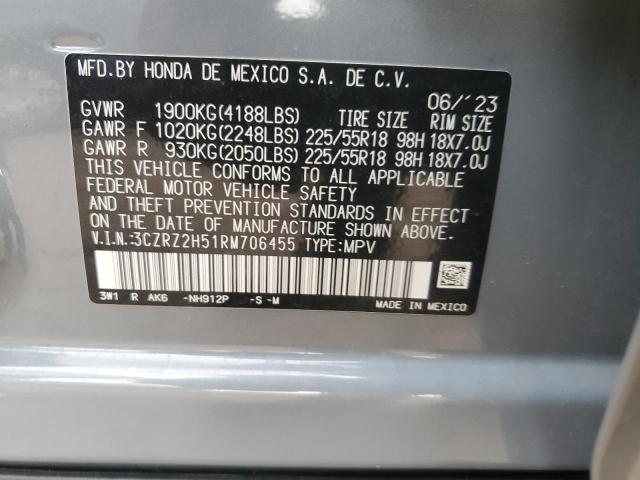 MFD.BY HONDA DE MEXICO S.A. DE C.V.
06/'23
GVWR 1900KG(4188LBS) TIRE SIZE RIM SIZE
GAWR F 1020KG(2248LBS) 225/55R18 98H 18X7.0J
GAWR R 930KG(2050LBS) 225/55R18 98H 18X7.0J
THIS VEHICLE CONFORMS TO ALL APPLICABLE
FEDERAL MOTOR VEHICLE SAFETY
AND THEFT PREVENTION STANDARDS IN EFFECT
ON THE DATE OF MANUFACTURE SHOWN ABOVE.
V.I.N.:3CZRZ2H51RM706455 TYPE:MPV
3W1 R AK6 -NH912P -S -M
MADE IN MEXICO